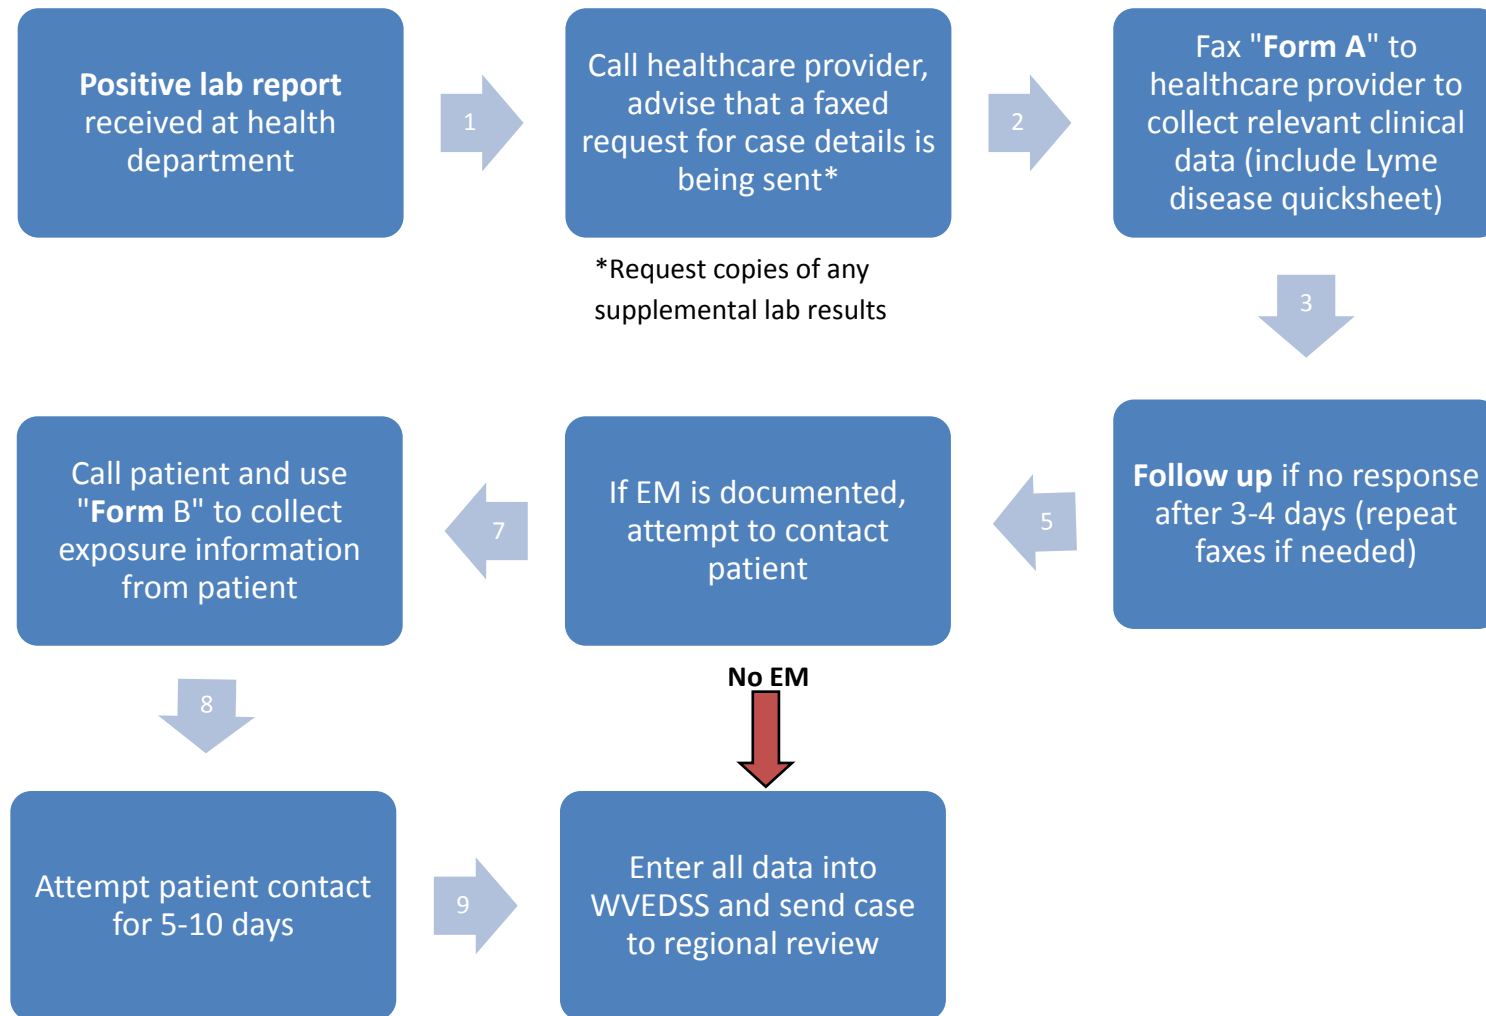 Positive lab report
received at health
department
1
Call healthcare provider,
advise that a faxed
request for case details is
being sent*
2
Fax "Form A" to
healthcare provider to
collect relevant clinical
data (include Lyme
disease quicksheet)
*Request copies of any
supplemental lab results
3
Follow up if no response
after 3-4 days (repeat
faxes if needed)
5
If EM is documented,
attempt to contact
patient
7
Call patient and use
"Form B" to collect
exposure information
from patient
No EM
8
Attempt patient contact
for 5-10 days
9
Enter all data into
WVEDSS and send case
to regional review